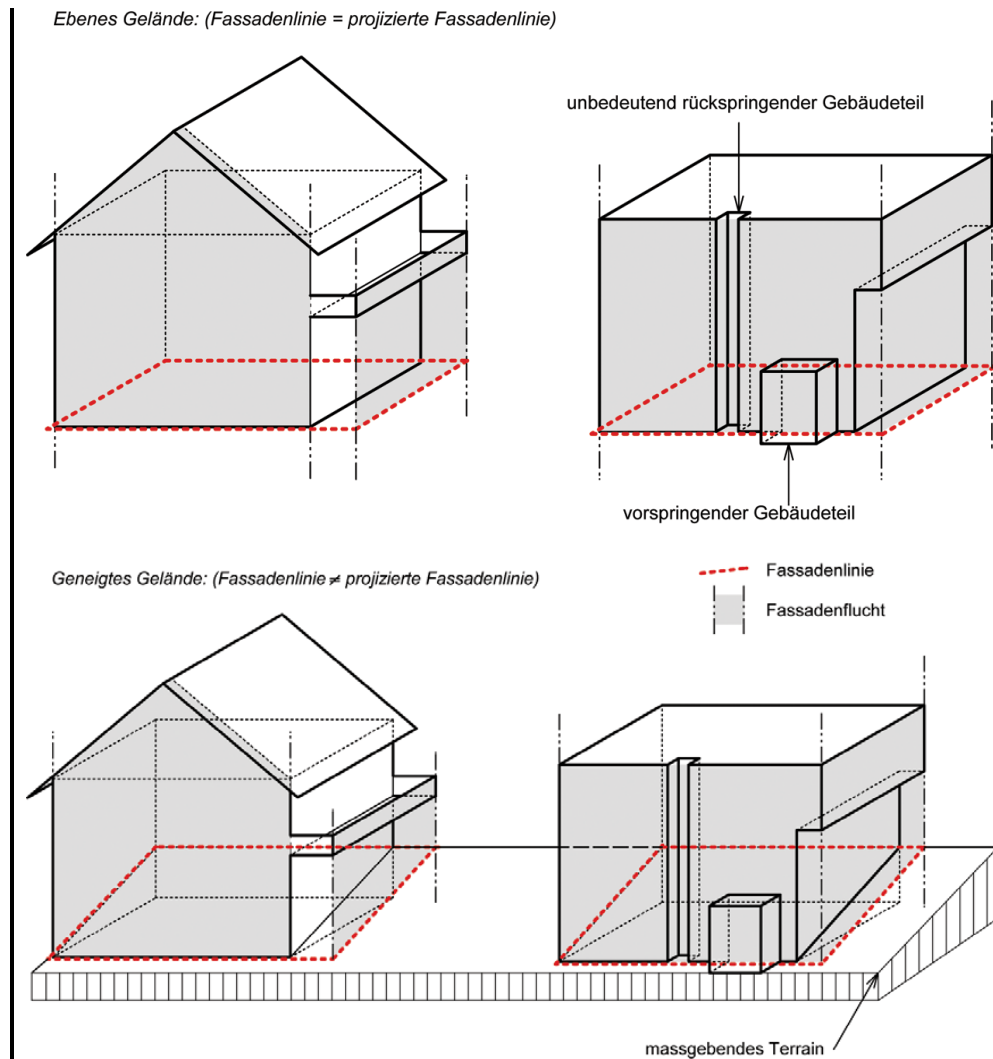 Ebenes Gelände: (Fassadenlinie = projizierte Fassadenlinie)
unbedeutend rückspringender Gebäudeteil
vorspringender Gebäudeteil
Geneigtes Gelände: (Fassadenlinie ≠ projizierte Fassadenlinie)
Fassadenlinie
Fassadenflucht
massgebendes Terrain